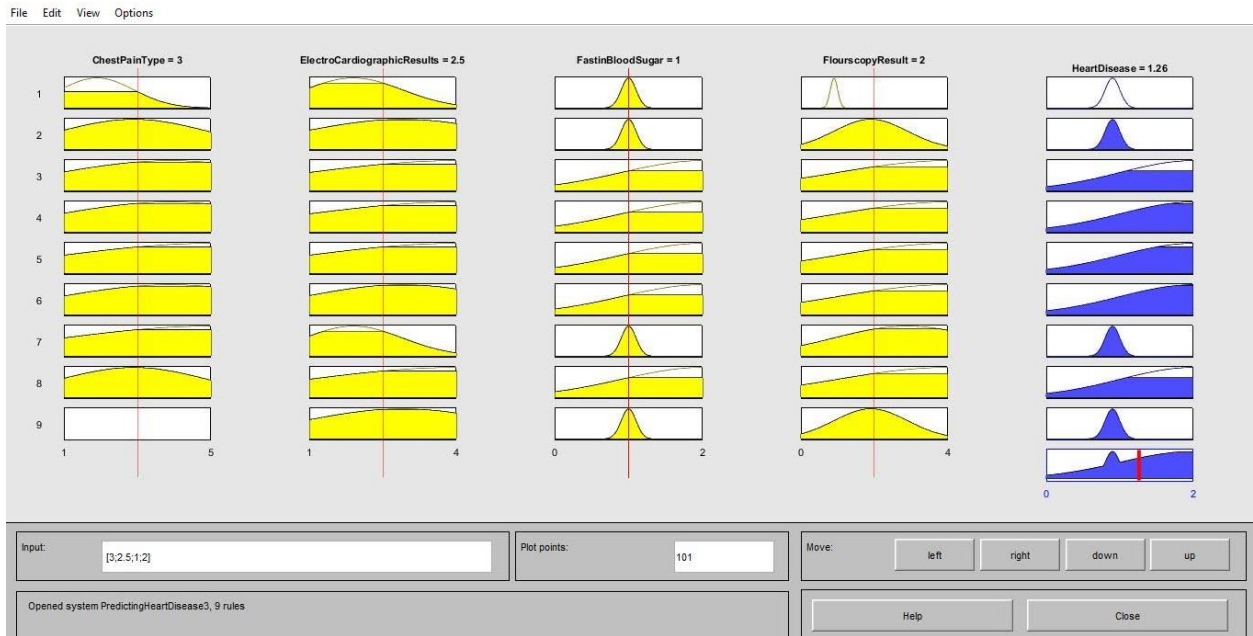 File Edit View Options
ChestPainType = 3 ElectroCardiographicResults = 2.5 FastinBloodSugar = 1 FlourscopyResult = 2 HeartDisease = 1.26
1
2
3
4
5
6
7
8
9
1 5 1 4 0 2 0 4
0 2
Input: [3;2.5;1;2] Plot points: 101 Move: left right down up
Opened system PredictingHeartDisease3, 9 rules Help Close